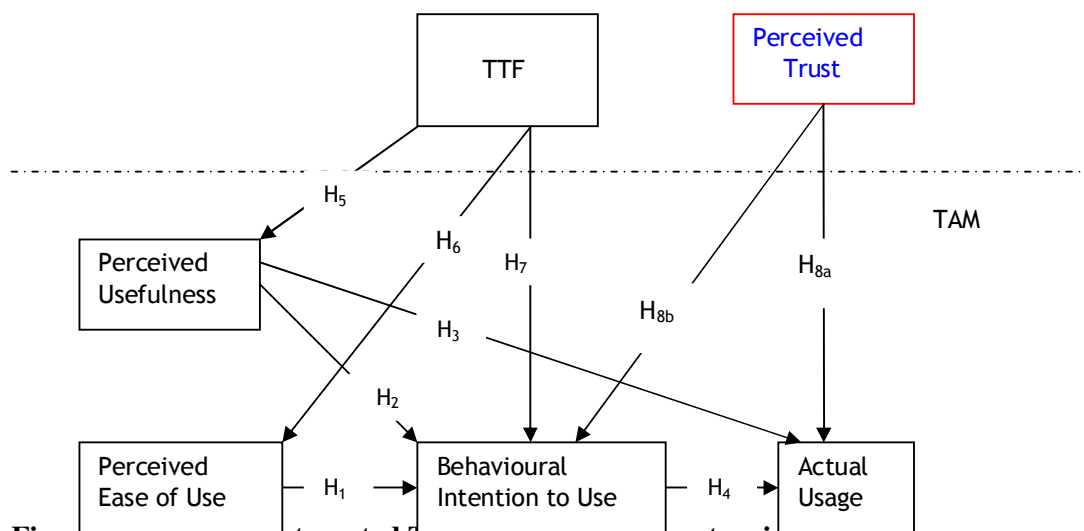 TTF
Perceived
Trust
H5
TAM
H6
H7
H8a
Perceived
Usefulness
H8b
H3
H2
Perceived
Ease of Use
H1
Behavioural
Intention to Use
H4
Actual
Usage